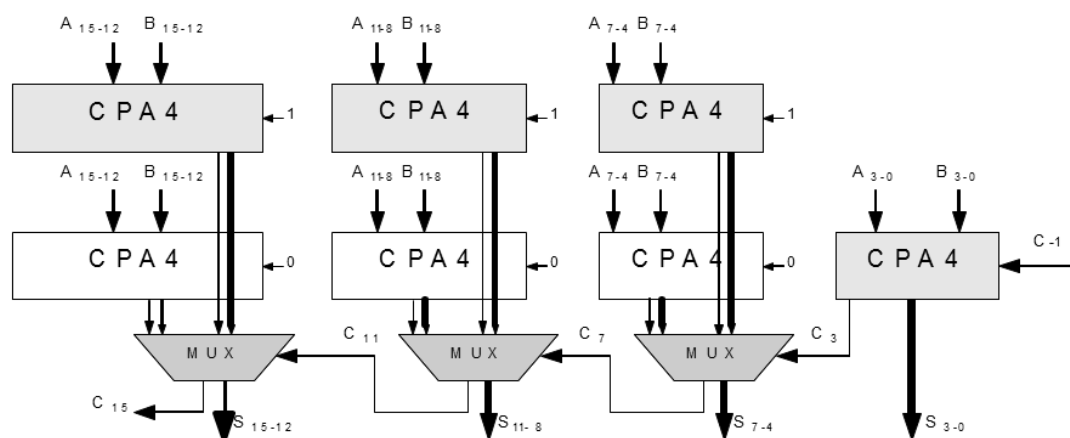 A 15-12 B 15-12 A 11-8 B 11-8 A 7-4 B 7-4
CPA4 1 CPA4 1 CPA4 1
A 15-12 B 15-12 A 11-8 B 11-8 A 7-4 B 7-4 A 3-0 B 3-0
CPA4 0 CPA4 0 CPA4 0 CPA4 C-1
MUX C 11 MUX C 7 MUX C 3
C 15 S 15-12 S 11-8 S 7-4 S 3-0